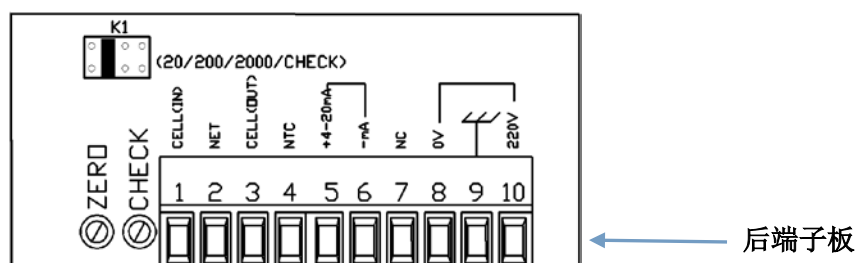 K1
(20/200/2000/CHECK)
ZERO
CHECK
CELL(IN)
NET
CELL(OUT)
NTC
+4-20mA
-mA
NC
0V
220V
1 2 3 4 5 6 7 8 9 10
后端子板